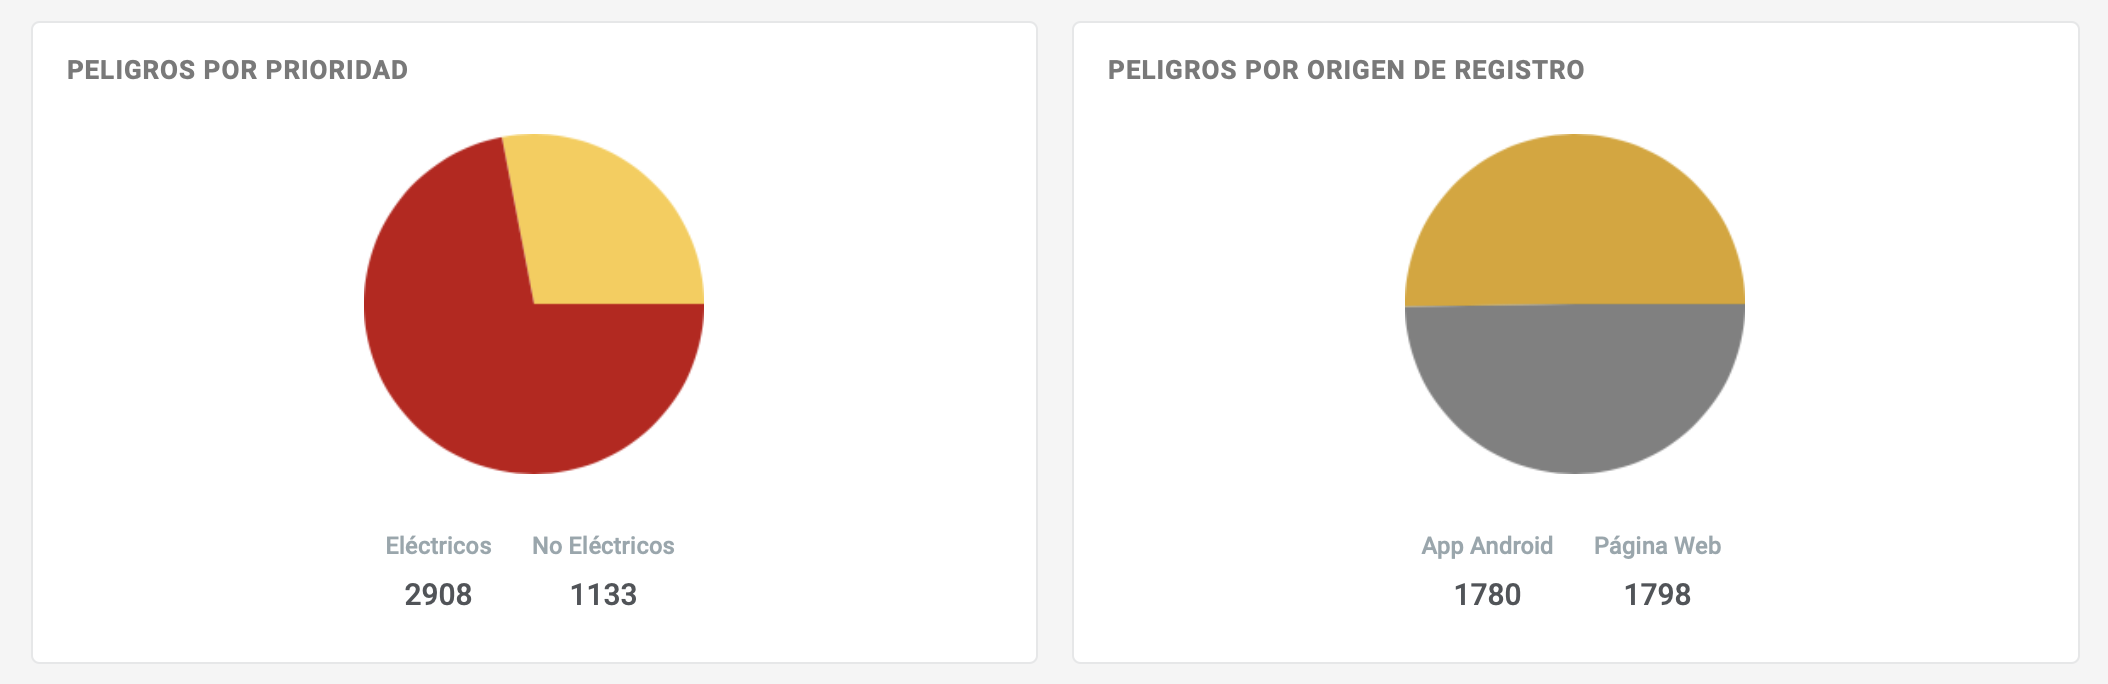 PELIGROS POR PRIORIDAD
Eléctricos No Eléctricos
2908 1133
PELIGROS POR ORIGEN DE REGISTRO
App Android Página Web
1780 1798